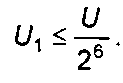 U₁ ≤ U/2⁶.